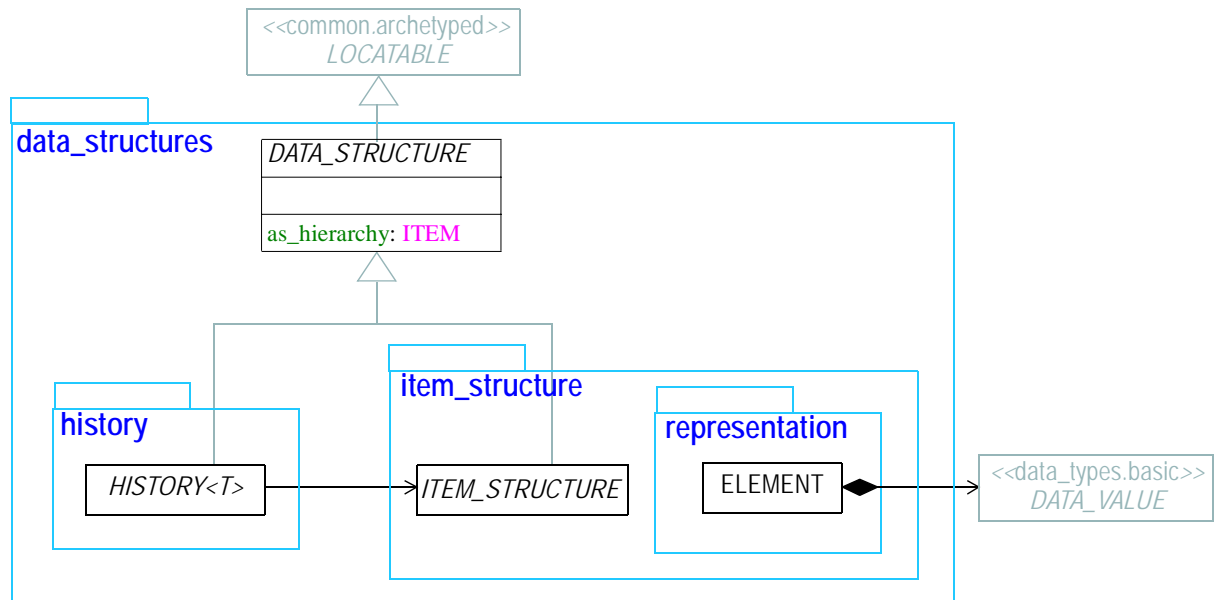 <<common.archetyped>>
LOCATABLE
data_structures
DATA_STRUCTURE
as_hierarchy: ITEM
item_structure
history
representation
HISTORY<T>
ITEM_STRUCTURE
ELEMENT
<<data_types.basic>>
DATA_VALUE